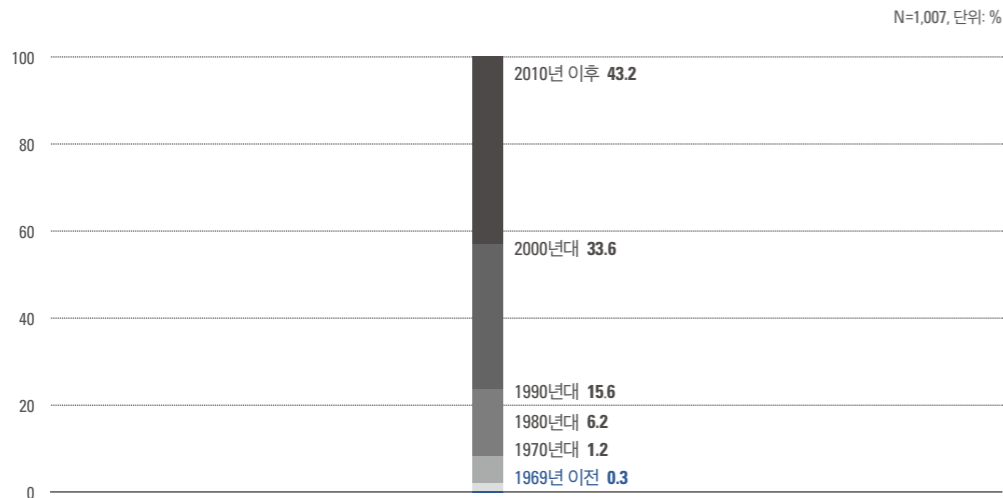 N=1,007, 단위: %
100
2010년 이후 43.2
80
60
2000년대 33.6
40
1990년대 15.6
20
1980년대 6.2
1970년대 1.2
1969년 이전 0.3
0